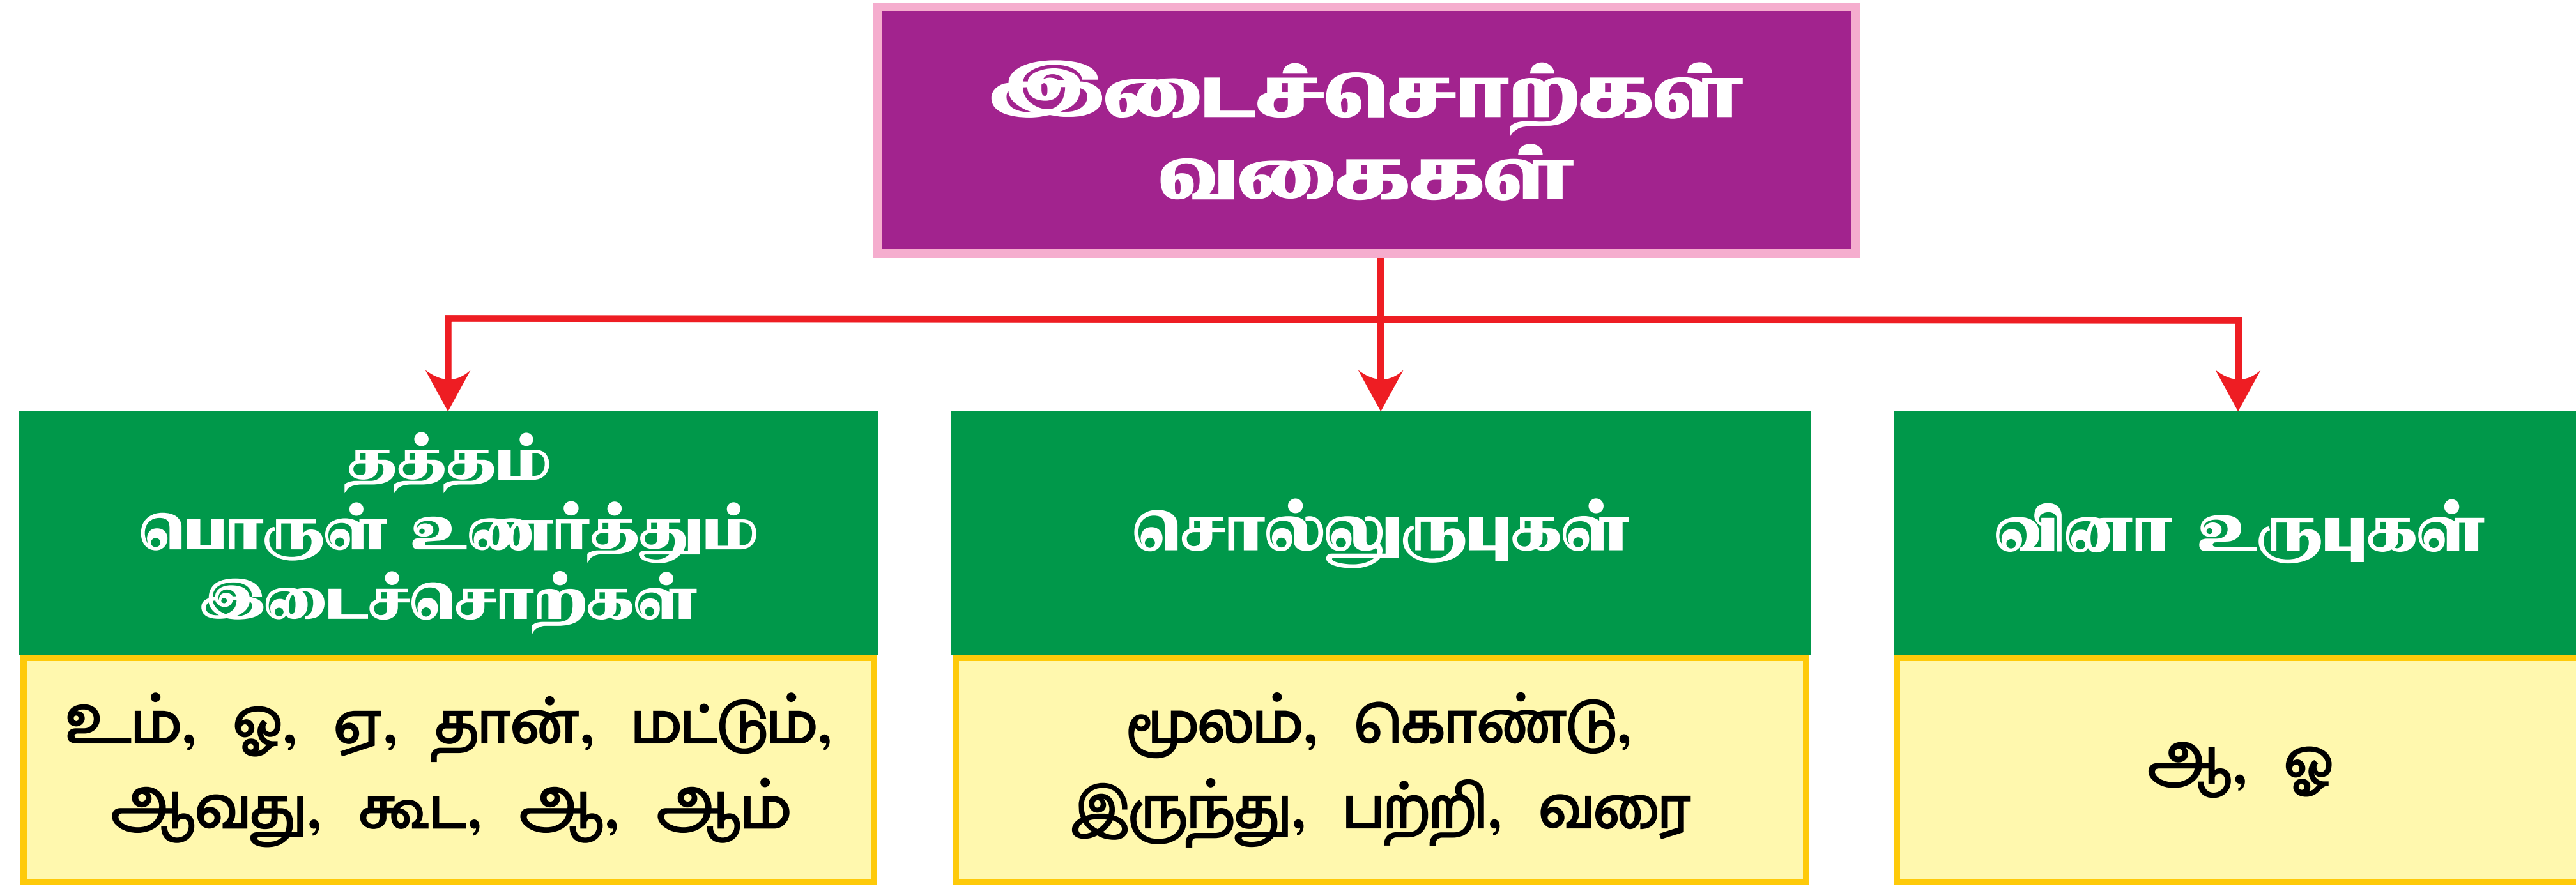 இடைச்சொற்கள்
வகைகள்
தத்தம்
பொருள் உணர்த்தும்
இடைச்சொற்கள்
உம், ஓ, ஏ, தான், மட்டும்,
ஆவது, கூட, ஆ, ஆம்
சொல்லுருபுகள்
மூலம், கொண்டு,
இருந்து, பற்றி, வரை
வினா உருபுகள்
ஆ, ஓ